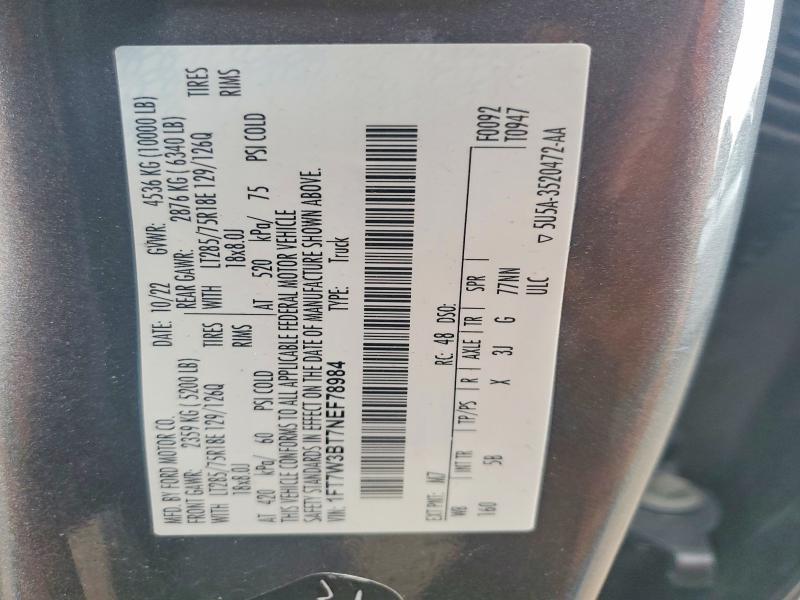 MFD. BY FORD MOTOR CO. DATE: 10/22 GVWR: 4536 KG (10000 LB)
FRONT GAWR: 2359 KG ( 5200 LB) REAR GAWR: 2876 KG ( 6340 LB)
WITH LT285/75R18E 129/126Q TIRES WITH LT285/75R18E 129/126Q TIRES
18x8.0J RIMS 18x8.0J RIMS
AT 420 kPa/ 60 PSI COLD AT 520 kPa/ 75 PSI COLD
THIS VEHICLE CONFORMS TO ALL APPLICABLE FEDERAL MOTOR VEHICLE
SAFETY STANDARDS IN EFFECT ON THE DATE OF MANUFACTURE SHOWN ABOVE.
VIN: 1FT7W3BT7NEF78984 TYPE: Truck
EXT PNT: M7 RC: 48 DSO: F0092
WB INT TR TP/PS R AXLE TR SPR T0947
160 5B X 3J G 77NN
ULC ▽ 5U5A-3520472-AA